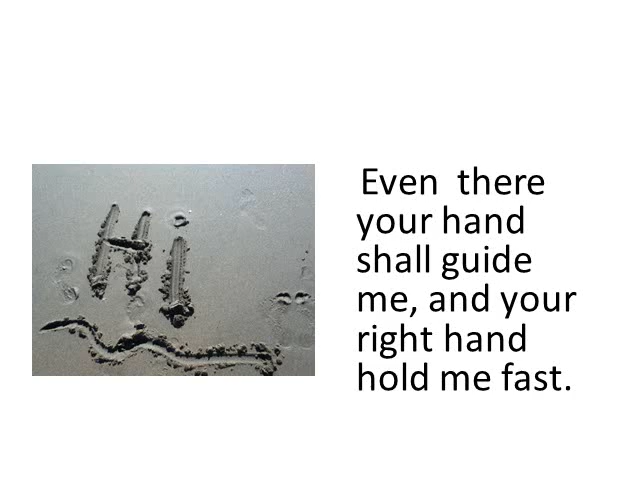 Hi
Even there
your hand
shall guide
me, and your
right hand
hold me fast.